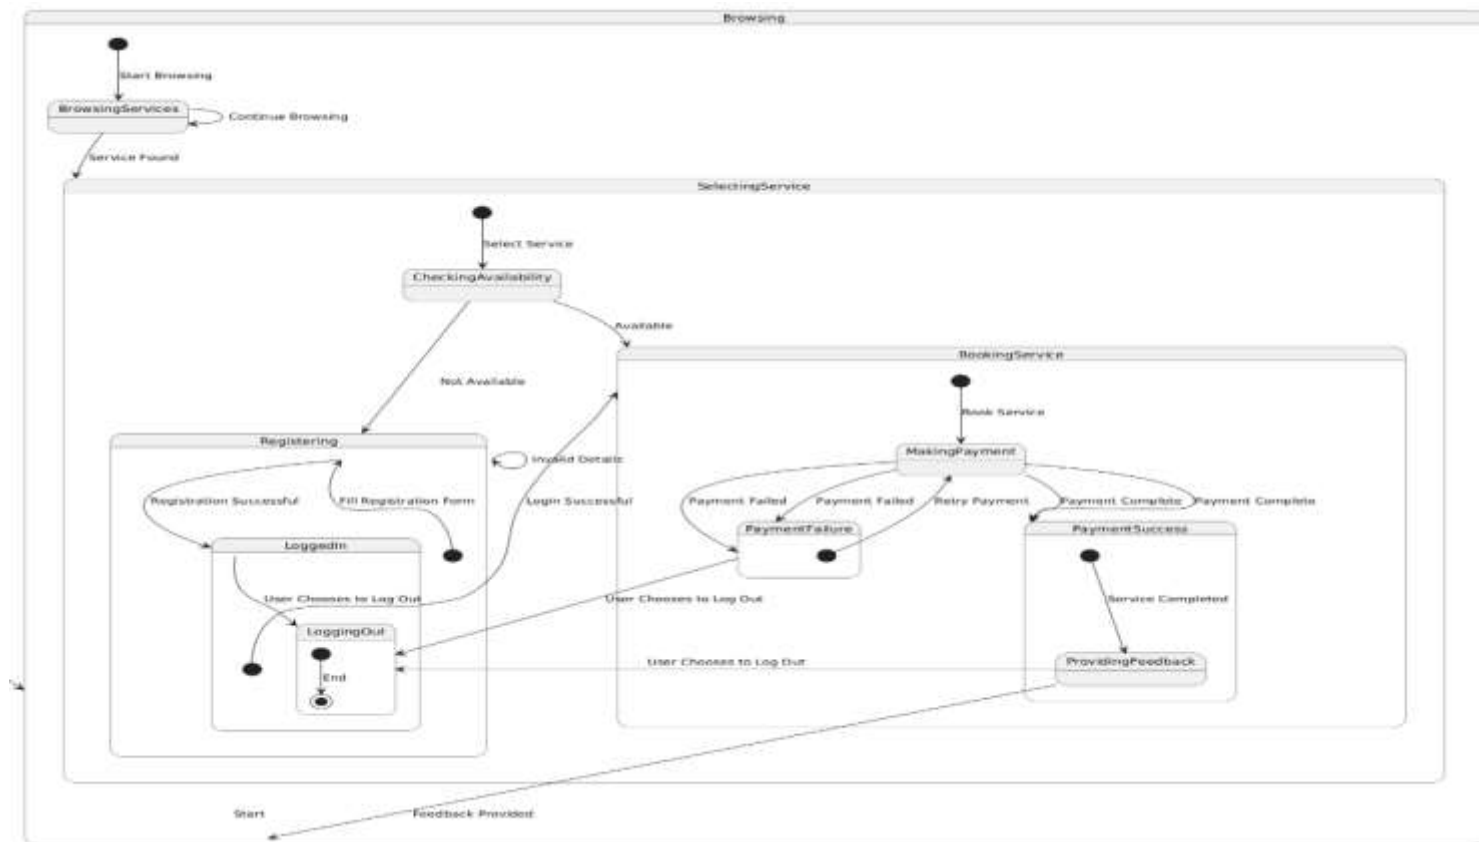 Browsing
Start Browsing
BrowsingServices
Continue Browsing
Service Found
SelectingService
Select Service
CheckingAvailability
Available
BookingService
Not Available
Book Service
Registering
MakingPayment
Invalid Details
Registration Successful
Fill Registration Form
Login Successful
Payment Failed
Payment Failed
Retry Payment
Payment Complete
Payment Complete
PaymentFailure
PaymentSuccess
LoggedIn
User Chooses to Log Out
User Chooses to Log Out
Service Completed
LoggingOut
User Chooses to Log Out
ProvidingFeedback
End
Start
Feedback Provided